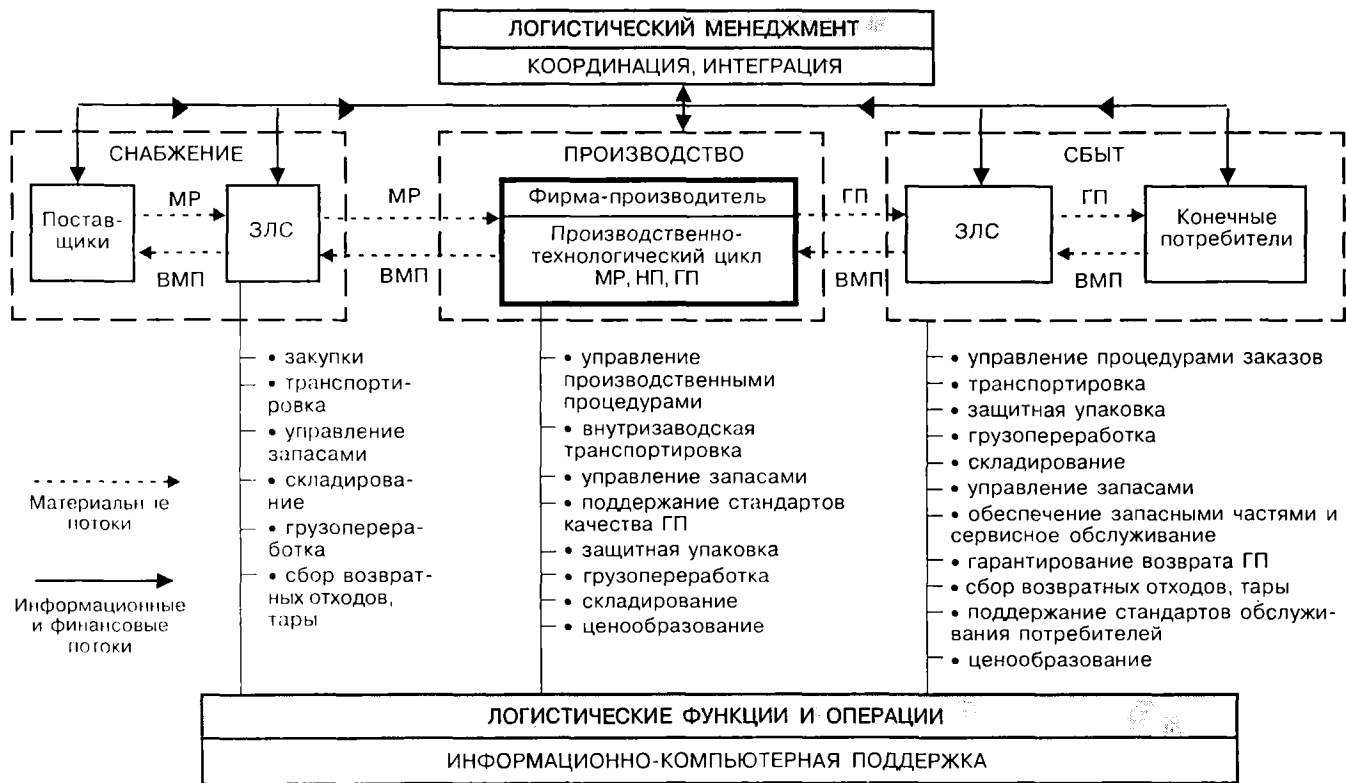 ЛОГИСТИЧЕСКИЙ МЕНЕДЖМЕНТ
КООРДИНАЦИЯ, ИНТЕГРАЦИЯ
СНАБЖЕНИЕ
Постав-
щики
МР
ВМП
ЗЛС
МР
ВМП
ПРОИЗВОДСТВО
Фирма-производитель
Производственно-
технологический цикл
МР, НП, ГП
ГП
ВМП
СБЫТ
ЗЛС
ГП
ВМП
Конечные
потребители
• закупки
• транспорти-
ровка
• управление
запасами
• складирова-
ние
• грузоперера-
ботка
• сбор возврат-
ных отходов,
тары
• управление
производственными
процедурами
• внутризаводская
транспортировка
• управление запасами
• поддержание стандартов
качества ГП
• защитная упаковка
• грузопереработка
• складирование
• ценообразование
• управление процедурами заказов
• транспортировка
• защитная упаковка
• грузопереработка
• складирование
• управление запасами
• обеспечение запасными частями и
сервисное обслуживание
• гарантирование возврата ГП
• сбор возвратных отходов, тары
• поддержание стандартов обслужи-
вания потребителей
• ценообразование
Материальные
потоки
Информационные
и финансовые
потоки
ЛОГИСТИЧЕСКИЕ ФУНКЦИИ И ОПЕРАЦИИ
ИНФОРМАЦИОННО-КОМПЬЮТЕРНАЯ ПОДДЕРЖКА